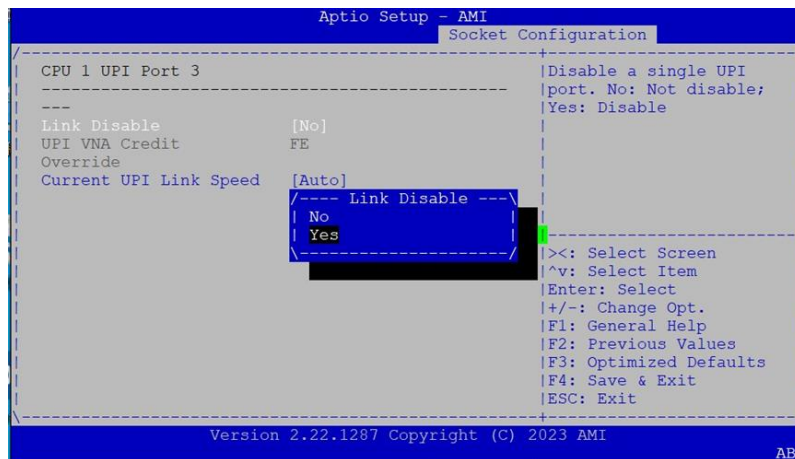 Aptio Setup - AMI
Socket Configuration
/----------------------------------------------------+---------------------------
| CPU 1 UPI Port 3 |Disable a single UPI
| ------------------------------------------------ |port. No: Not disable;
| --- |Yes: Disable
| Link Disable [No] |
| UPI VNA Credit FE |
| Override |
| Current UPI Link Speed [Auto] |
/---- Link Disable ---\
| No |
| Yes |
\---------------------/
|---------------------------
|><: Select Screen
|^v: Select Item
|Enter: Select
|+/-: Change Opt.
|F1: General Help
|F2: Previous Values
|F3: Optimized Defaults
|F4: Save & Exit
|ESC: Exit
\----------------------------------------------------+---------------------------
Version 2.22.1287 Copyright (C) 2023 AMI
AB